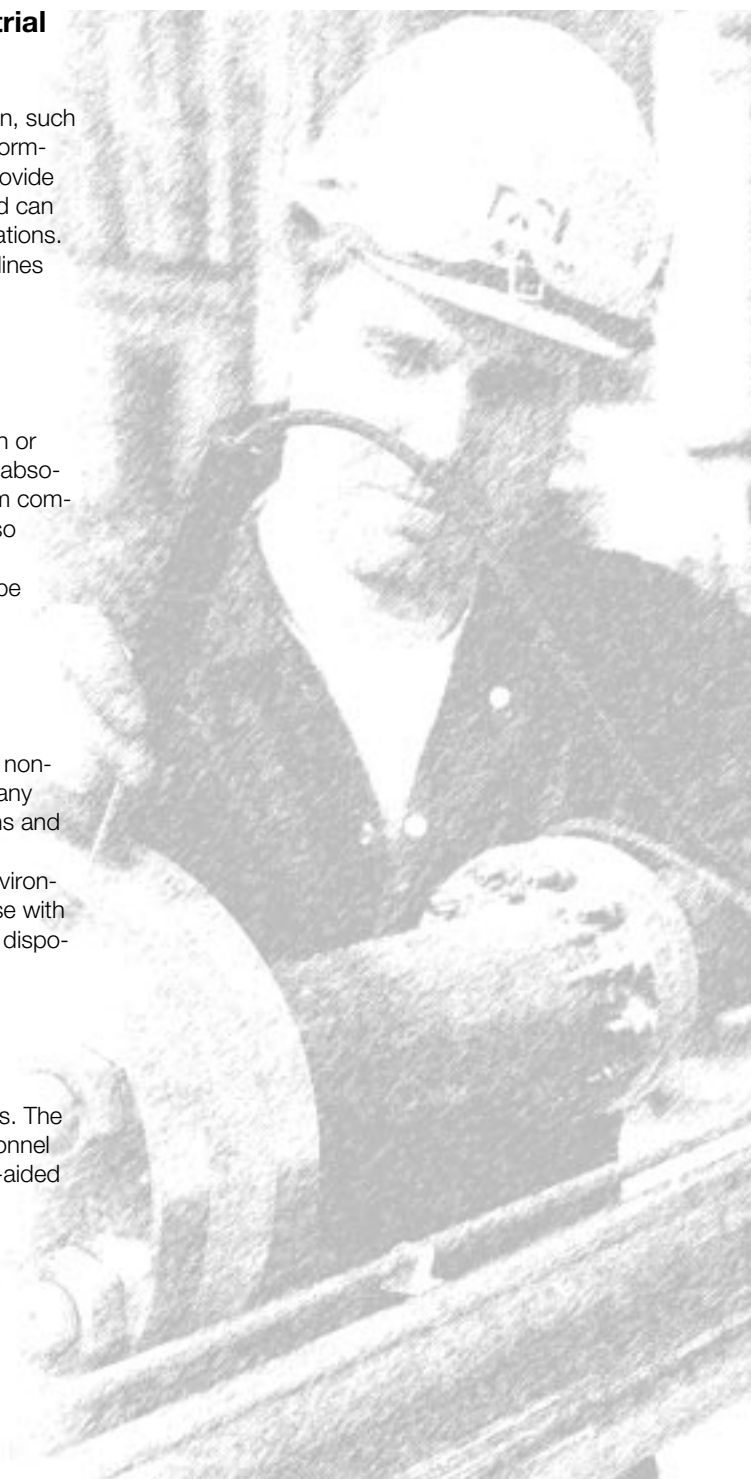 trial
n, such
orm-
ovide
d can
ations.
lines
n or
abso-
m com-
so
be
non-
any
ns and
viron-
se with
dispo-
s. The
onnel
-aided